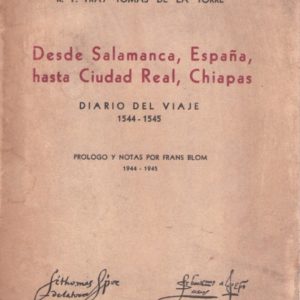 R. P. FRAY TOMAS DE LA TORRE
Desde Salamanca, España,
hasta Ciudad Real, Chiapas
DIARIO DEL VIAJE
1544-1545
PROLOGO Y NOTAS POR FRANS BLOM
1944-1945